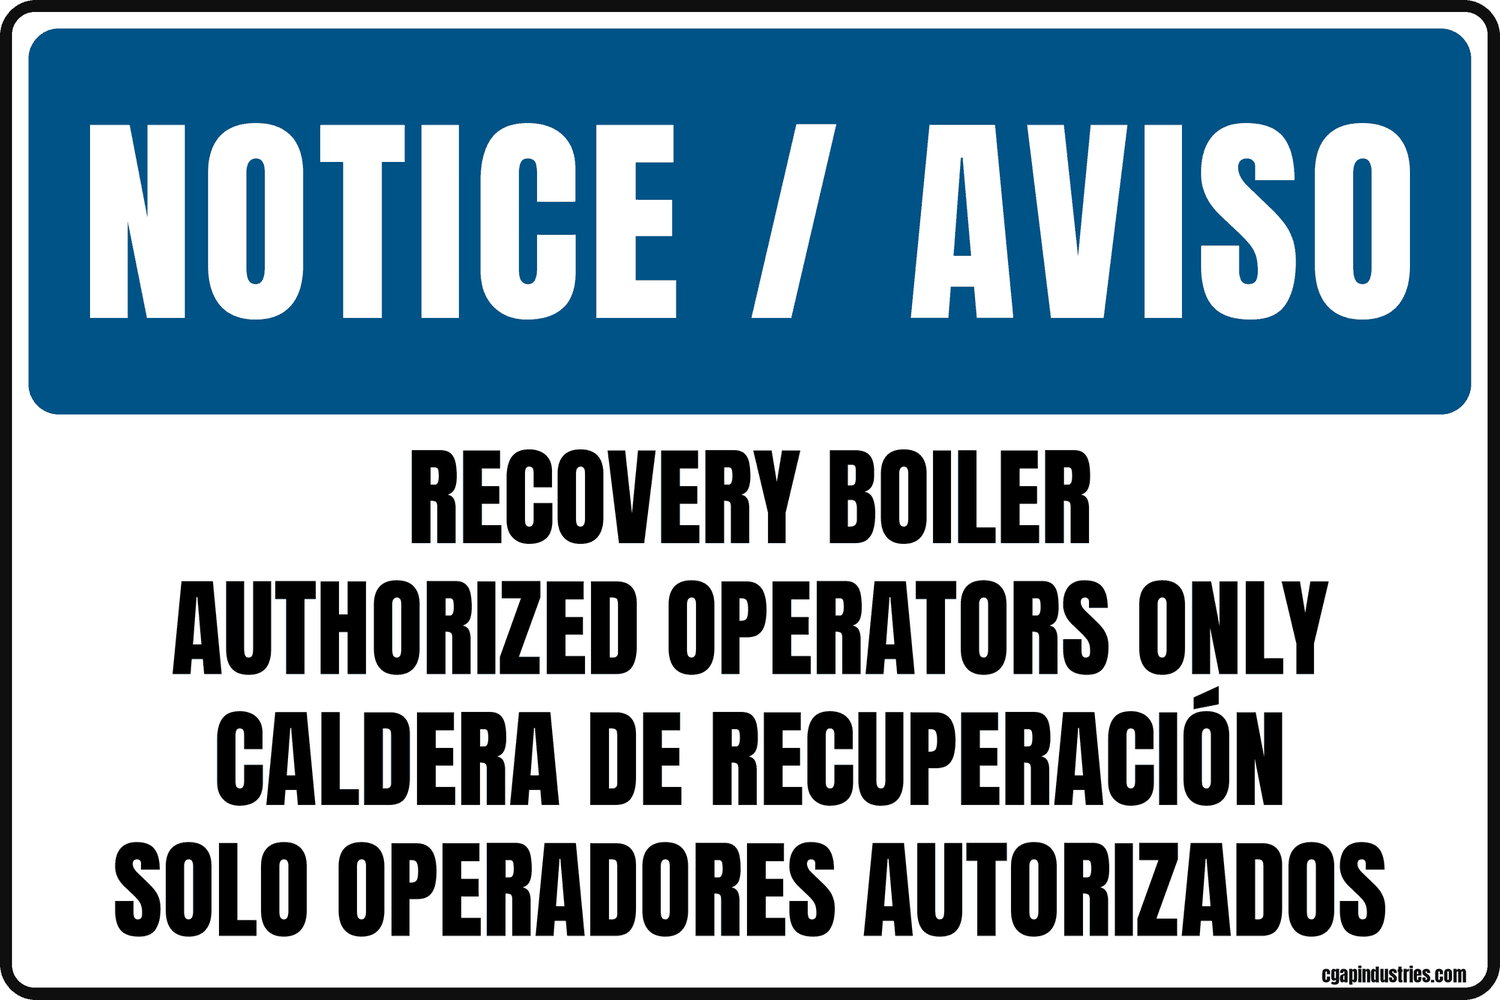 NOTICE / AVISO
RECOVERY BOILER
AUTHORIZED OPERATORS ONLY
CALDERA DE RECUPERACIÓN
SOLO OPERADORES AUTORIZADOS
cgapindustries.com